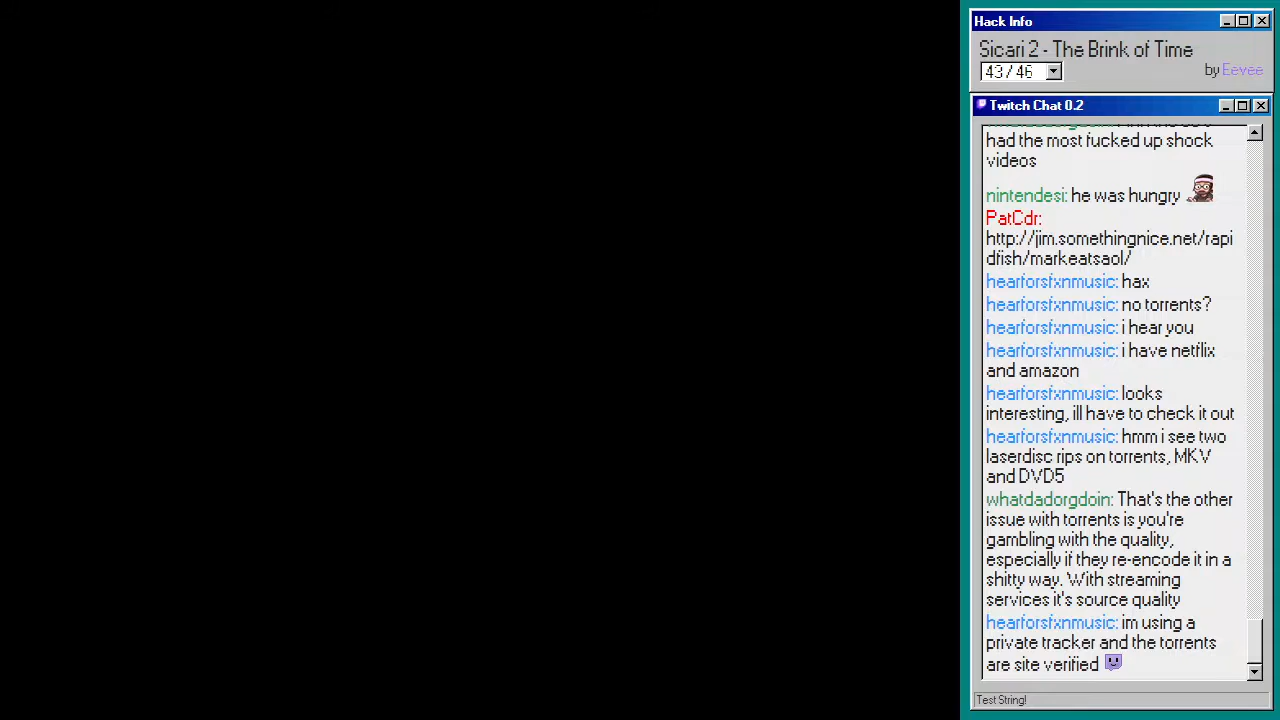 Hack Info
Sicari 2 - The Brink of Time
43 / 46
by Eevee
Twitch Chat 0.2
had the most fucked up shock
videos
nintendesi: he was hungry
PatCdr:
http://jim.somethingnice.net/rapi
dfish/markeatsaol/
hearforsfxnmusic: hax
hearforsfxnmusic: no torrents?
hearforsfxnmusic: i hear you
hearforsfxnmusic: i have netflix
and amazon
hearforsfxnmusic: looks
interesting, ill have to check it out
hearforsfxnmusic: hmm i see two
laserdisc rips on torrents, MKV
and DVD5
whatdadorgdoin: That's the other
issue with torrents is you're
gambling with the quality,
especially if they re-encode it in a
shitty way. With streaming
services it's source quality
hearforsfxnmusic: im using a
private tracker and the torrents
are site verified
Test String!